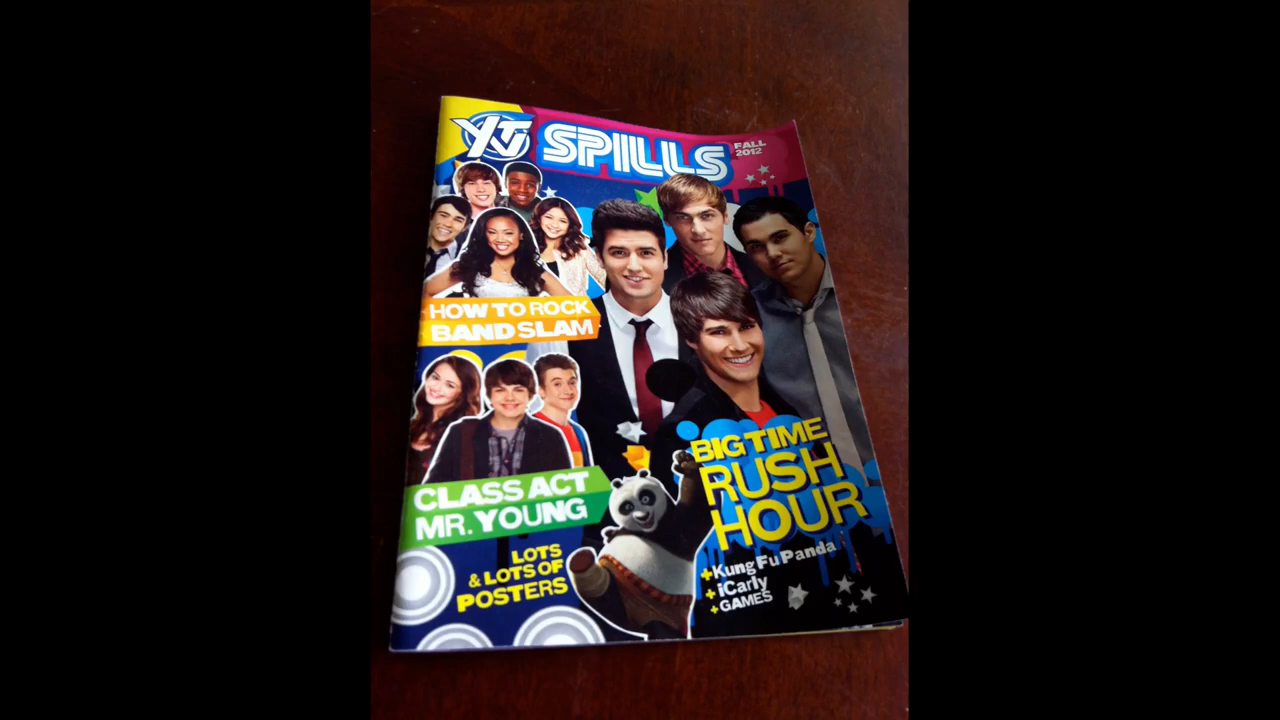 YTV SPILLS
FALL
2012
HOW TO ROCK
BAND SLAM
CLASS ACT
MR. YOUNG
LOTS
& LOTS OF
POSTERS
BIG TIME
RUSH
HOUR
+Kung Fu Panda
+iCarly
+GAMES